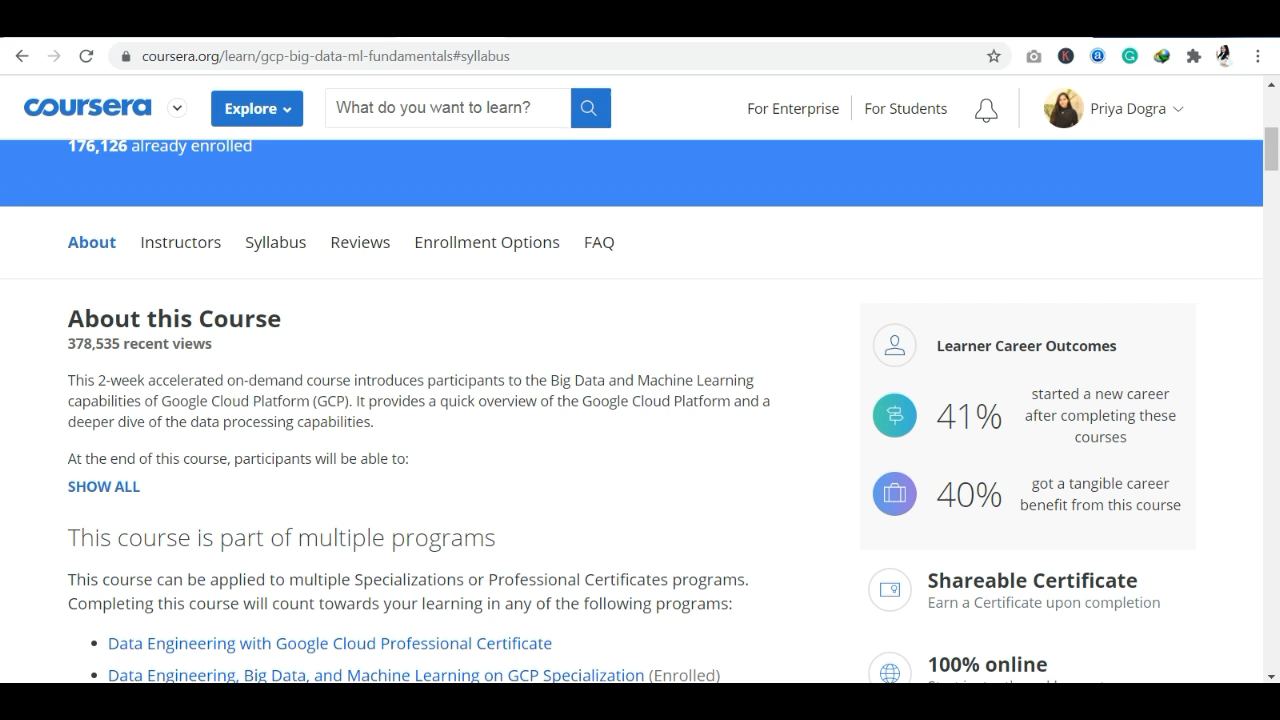 coursera.org/learn/gcp-big-data-ml-fundamentals#syllabus
coursera
Explore
What do you want to learn?
For Enterprise
For Students
Priya Dogra
176,126 already enrolled
About
Instructors
Syllabus
Reviews
Enrollment Options
FAQ
About this Course
378,535 recent views
This 2-week accelerated on-demand course introduces participants to the Big Data and Machine Learning
capabilities of Google Cloud Platform (GCP). It provides a quick overview of the Google Cloud Platform and a
deeper dive of the data processing capabilities.
At the end of this course, participants will be able to:
SHOW ALL
This course is part of multiple programs
This course can be applied to multiple Specializations or Professional Certificates programs.
Completing this course will count towards your learning in any of the following programs:
Data Engineering with Google Cloud Professional Certificate
Data Engineering, Big Data, and Machine Learning on GCP Specialization (Enrolled)
Learner Career Outcomes
41%
started a new career
after completing these
courses
40%
got a tangible career
benefit from this course
Shareable Certificate
Earn a Certificate upon completion
100% online